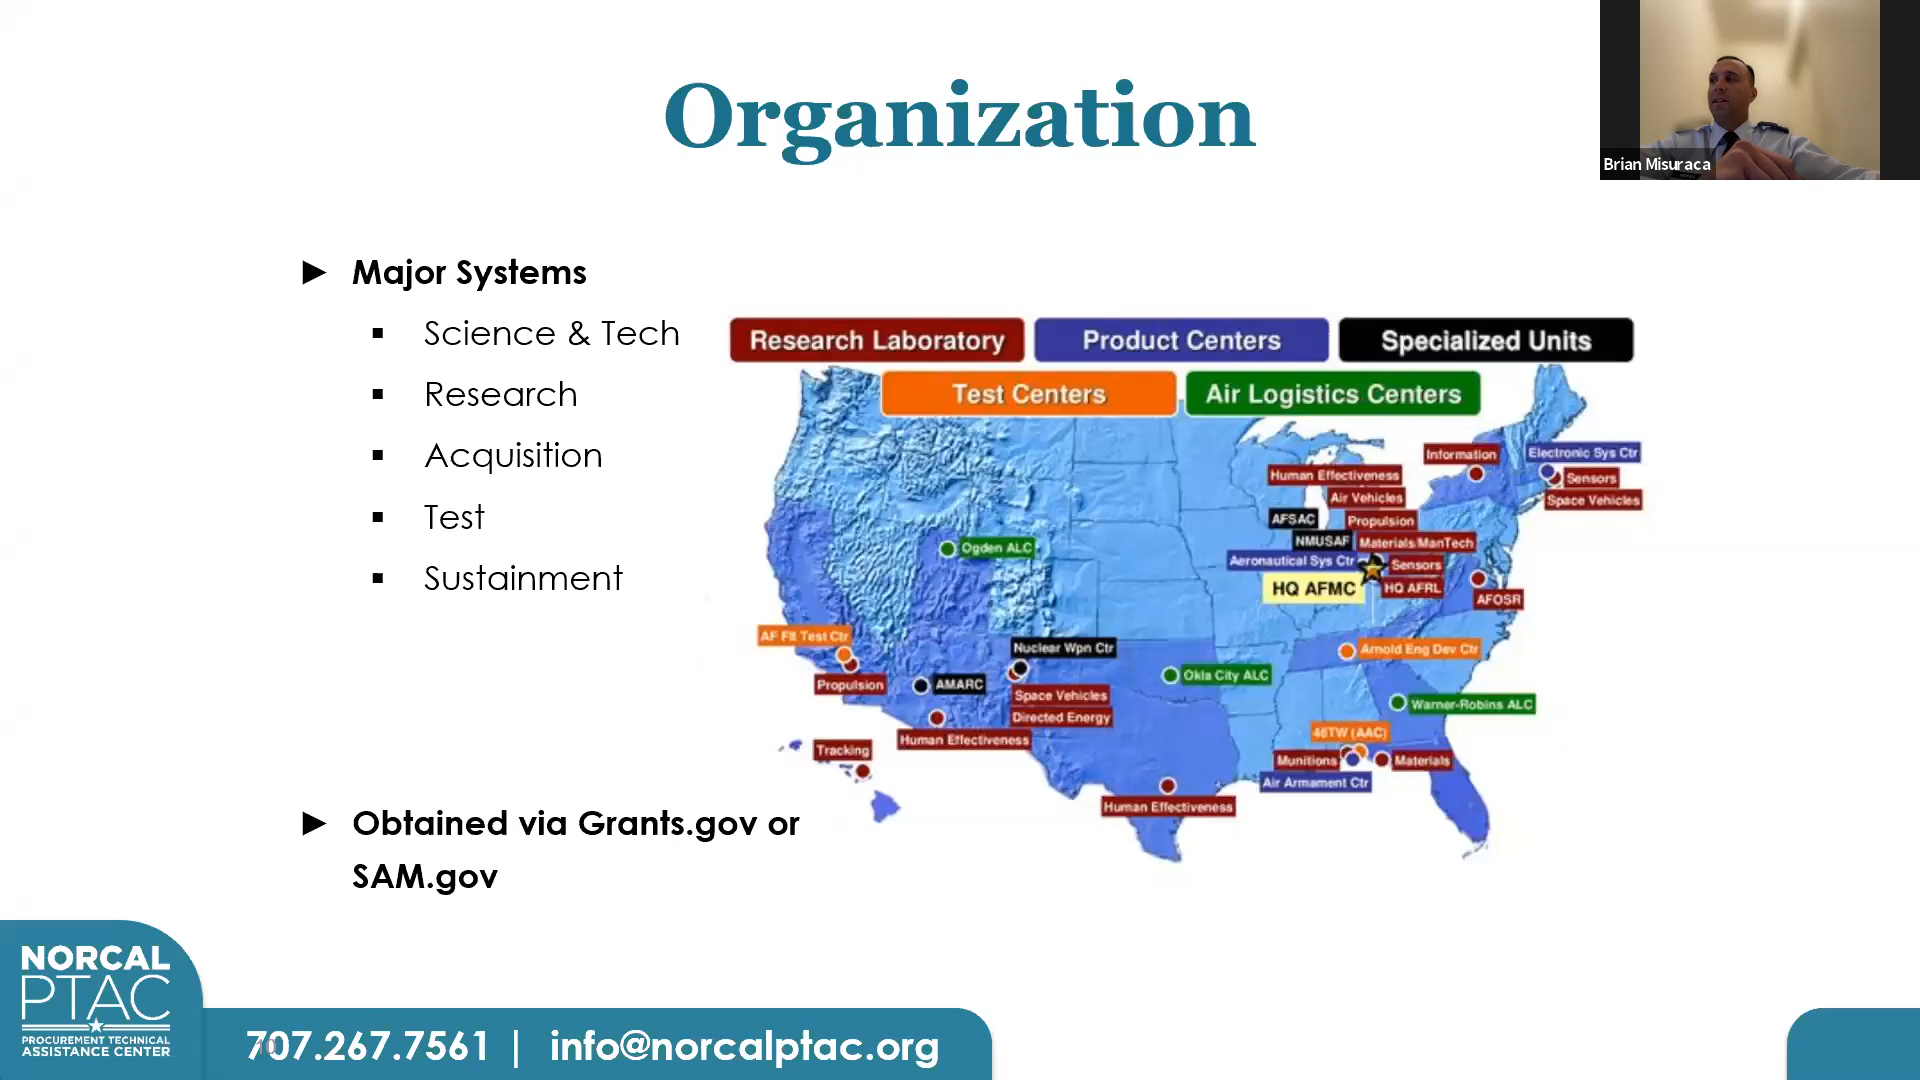 Organization
Brian Misuraca
► Major Systems
▪ Science & Tech
▪ Research
▪ Acquisition
▪ Test
▪ Sustainment
► Obtained via Grants.gov or
SAM.gov
Research Laboratory
Product Centers
Specialized Units
Test Centers
Air Logistics Centers
Information
Electronic Sys Ctr
Sensors
Space Vehicles
Human Effectiveness
Air Vehicles
AFSAC
Propulsion
NMUSAF
Materials/ManTech
Aeronautical Sys Ctr
Sensors
HQ AFMC
HQ AFRL
AFOSR
Ogden ALC
AF Flt Test Ctr
Propulsion
AMARC
Nuclear Wpn Ctr
Space Vehicles
Directed Energy
Human Effectiveness
Tracking
Okla City ALC
Arnold Eng Dev Ctr
Warner-Robins ALC
46TW (AAC)
Munitions
Materials
Air Armament Ctr
Human Effectiveness
NORCAL
PTAC
PROCUREMENT TECHNICAL
ASSISTANCE CENTER
10
707.267.7561 | info@norcalptac.org